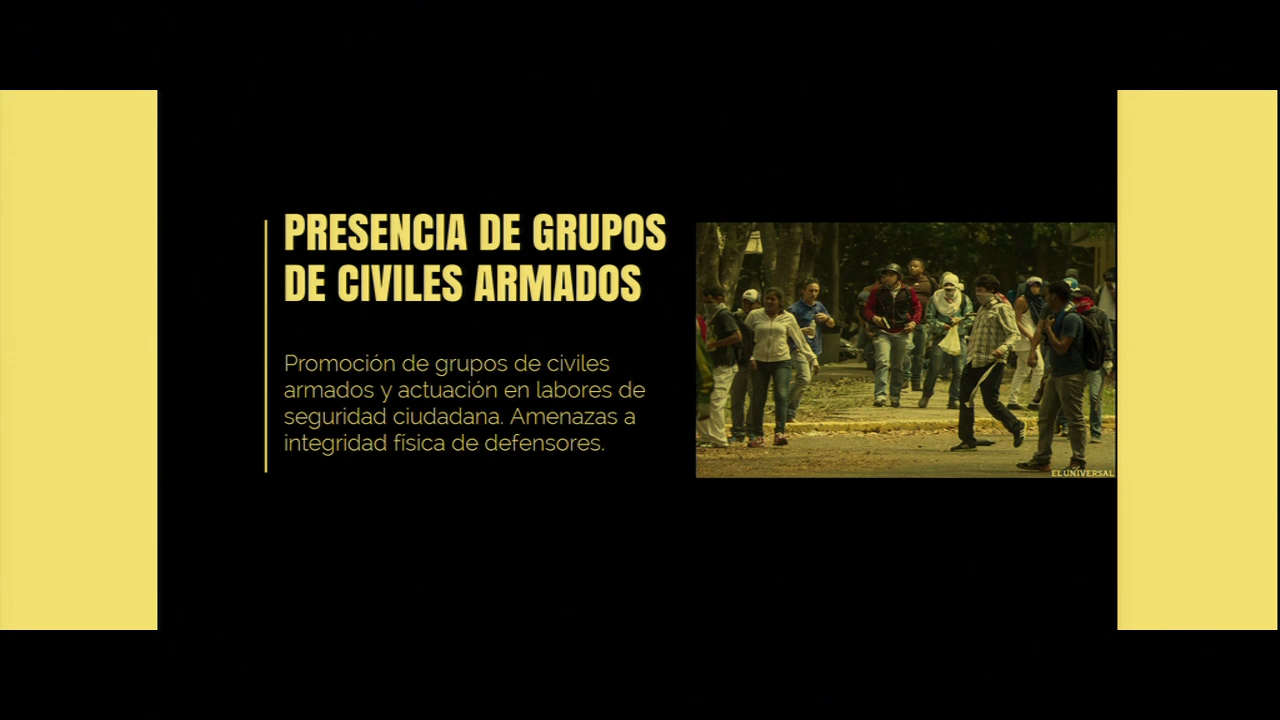 PRESENCIA DE GRUPOS
DE CIVILES ARMADOS
Promoción de grupos de civiles
armados y actuación en labores de
seguridad ciudadana. Amenazas a
integridad física de defensores.
EL UNIVERSAL